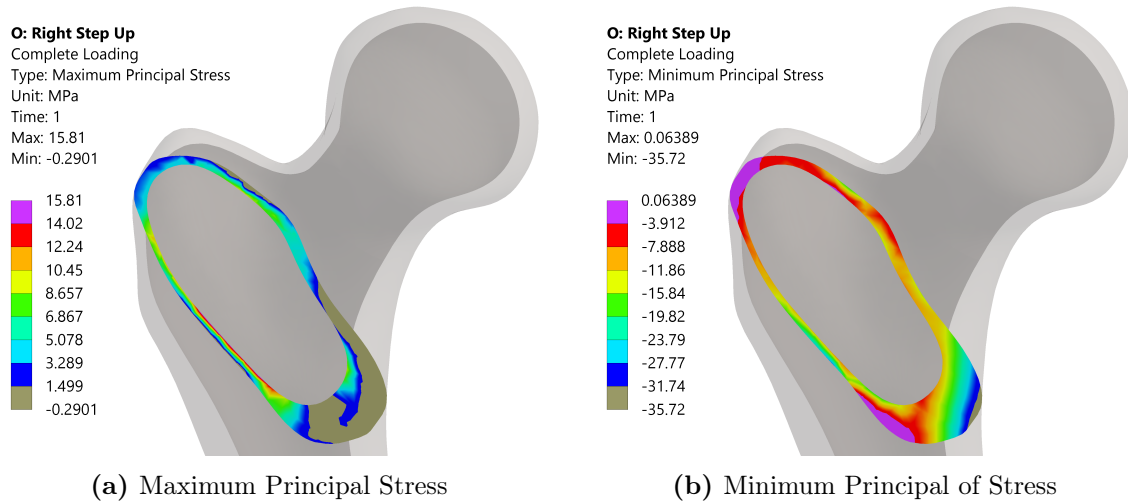 O: Right Step Up
Complete Loading
Type: Maximum Principal Stress
Unit: MPa
Time: 1
Max: 15.81
Min: -0.2901
15.81
14.02
12.24
10.45
8.657
6.867
5.078
3.289
1.499
-0.2901
(a) Maximum Principal Stress
O: Right Step Up
Complete Loading
Type: Minimum Principal Stress
Unit: MPa
Time: 1
Max: 0.06389
Min: -35.72
0.06389
-3.912
-7.888
-11.86
-15.84
-19.82
-23.79
-27.77
-31.74
-35.72
(b) Minimum Principal of Stress